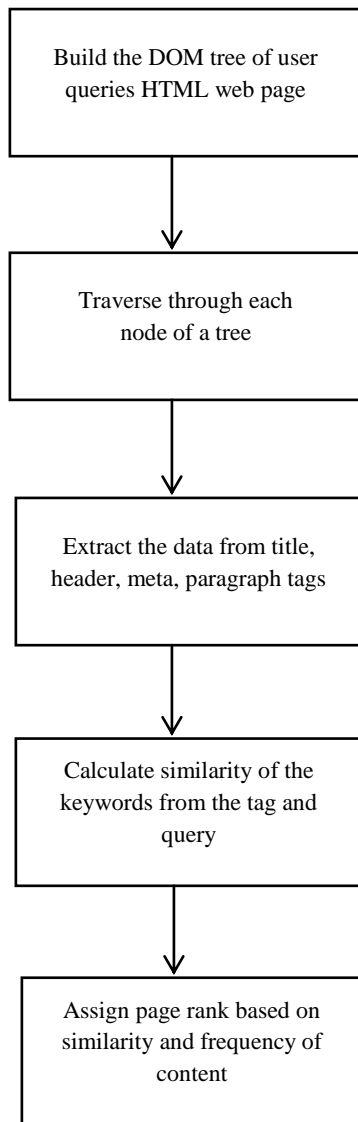 Build the DOM tree of user
queries HTML web page
Traverse through each
node of a tree
Extract the data from title,
header, meta, paragraph tags
Calculate similarity of the
keywords from the tag and
query
Assign page rank based on
similarity and frequency of
content